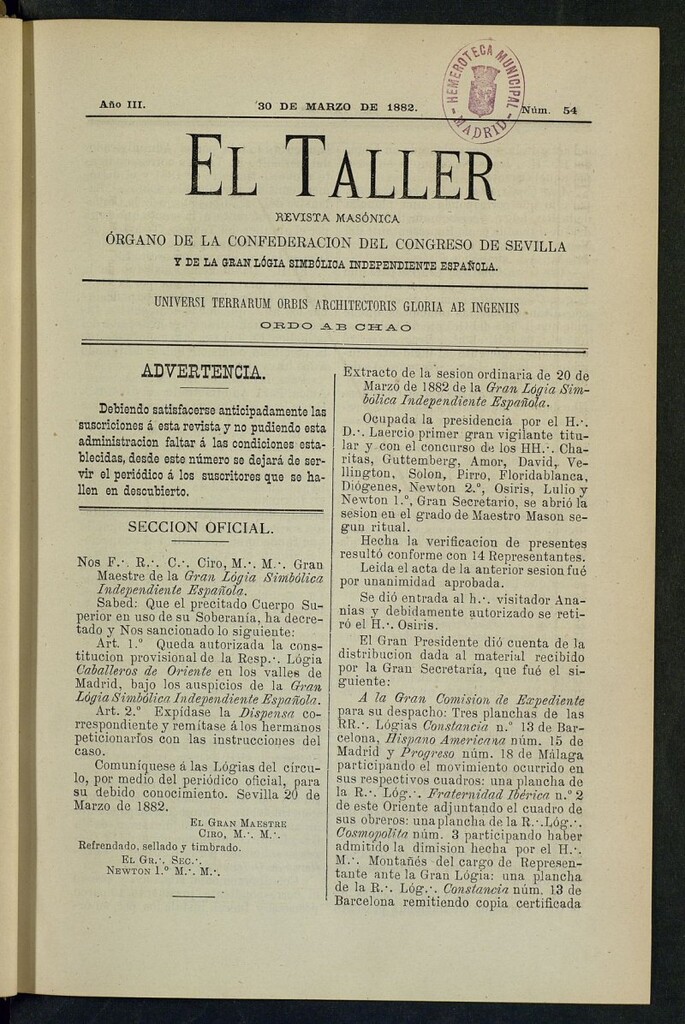 Año III.
30 DE MARZO DE 1882.
Núm. 54
HEMEROTECA MUNICIPAL
MADRID
EL TALLER
REVISTA MASÓNICA
ÓRGANO DE LA CONFEDERACION DEL CONGRESO DE SEVILLA
Y DE LA GRAN LÓGIA SIMBÓLICA INDEPENDIENTE ESPAÑOLA.
UNIVERSI TERRARUM ORBIS ARCHITECTORIS GLORIA AB INGENIIS
ORDO AB CHAO
ADVERTENCIA.
Debiendo satisfacerse anticipadamente las
suscriciones á esta revista y no pudiendo esta
administracion faltar á las condiciones esta-
blecidas, desde este número se dejará de ser-
vir el periódico á los suscritores que se ha-
llen en descubierto.
SECCION OFICIAL.
Nos F∴ R∴ C∴ Ciro, M∴ M∴ Gran
Maestre de la Gran Lógia Simbólica
Independiente Española.
Sabed: Que el precitado Cuerpo Su-
perior en uso de su Soberanía, ha decre-
tado y Nos sancionado lo siguiente:
Art. 1.º Queda autorizada la cons-
titucion provisional de la Resp∴ Lógia
Caballeros de Oriente en los valles de
Madrid, bajo los auspicios de la Gran
Lógia Simbólica Independiente Española.
Art. 2.º Expídase la Dispensa co-
rrespondiente y remítase á los hermanos
peticionarios con las instrucciones del
caso.
Comuníquese á las Lógias del círcu-
lo, por medio del periódico oficial, para
su debido conocimiento. Sevilla 20 de
Marzo de 1882.
EL GRAN MAESTRE
CIRO, M∴ M∴
Refrendado, sellado y timbrado.
EL GR∴ SEC∴
NEWTON 1.º M∴ M∴
Extracto de la sesion ordinaria de 20 de
Marzo de 1882 de la Gran Lógia Sim-
bólica Independiente Española.
Ocupada la presidencia por el H∴
D∴ Laercio primer gran vigilante titu-
lar y con el concurso de los HH∴ Cha-
ritas, Guttemberg, Amor, David, Ve-
llington, Solon, Pirro, Floridablanca,
Diógenes, Newton 2.º, Osiris, Lulio y
Newton 1.º, Gran Secretario, se abrió la
sesion en el grado de Maestro Mason se-
gun ritual.
Hecha la verificacion de presentes
resultó conforme con 14 Representantes.
Leida el acta de la anterior sesion fué
por unanimidad aprobada.
Se dió entrada al h∴ visitador Ana-
nias y debidamente autorizado se reti-
ró el H∴ Osiris.
El Gran Presidente dió cuenta de la
distribucion dada al material recibido
por la Gran Secretaría, que fué el si-
guiente:
A la Gran Comision de Expediente
para su despacho: Tres planchas de las
RR∴ Lógias Constancia n.º 13 de Bar-
celona, Hispano Americana núm. 15 de
Madrid y Progreso núm. 18 de Málaga
participando el movimiento ocurrido en
sus respectivos cuadros: una plancha de
la R∴ Lóg∴ Fraternidad Ibérica n.º 2
de este Oriente adjuntando el cuadro de
sus obreros: una plancha de la R∴ Lóg∴
Cosmopolita núm. 3 participando haber
admitido la dimision hecha por el H∴
M∴ Montañés del cargo de Represen-
tante ante la Gran Lógia: una plancha
de la R∴ Lóg∴ Constancia núm. 13 de
Barcelona remitiendo copia certificada